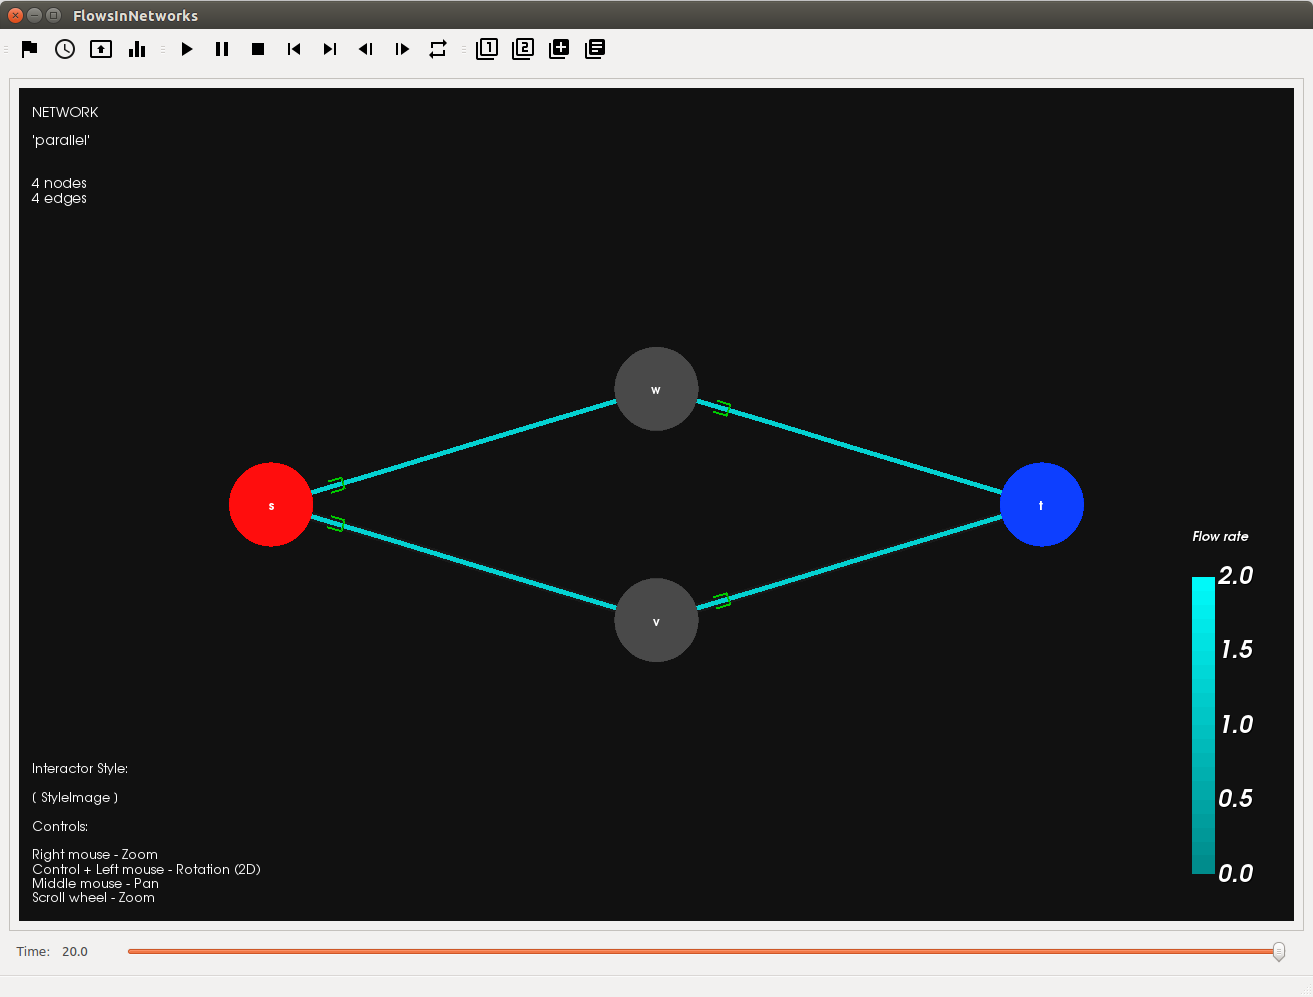 FlowsInNetworks
1
2
NETWORK
'parallel'
4 nodes
4 edges
w
s
t
v
Flow rate
2.0
1.5
1.0
0.5
0.0
Interactor Style:
( StyleImage )
Controls:
Right mouse - Zoom
Control + Left mouse - Rotation (2D)
Middle mouse - Pan
Scroll wheel - Zoom
Time: 20.0